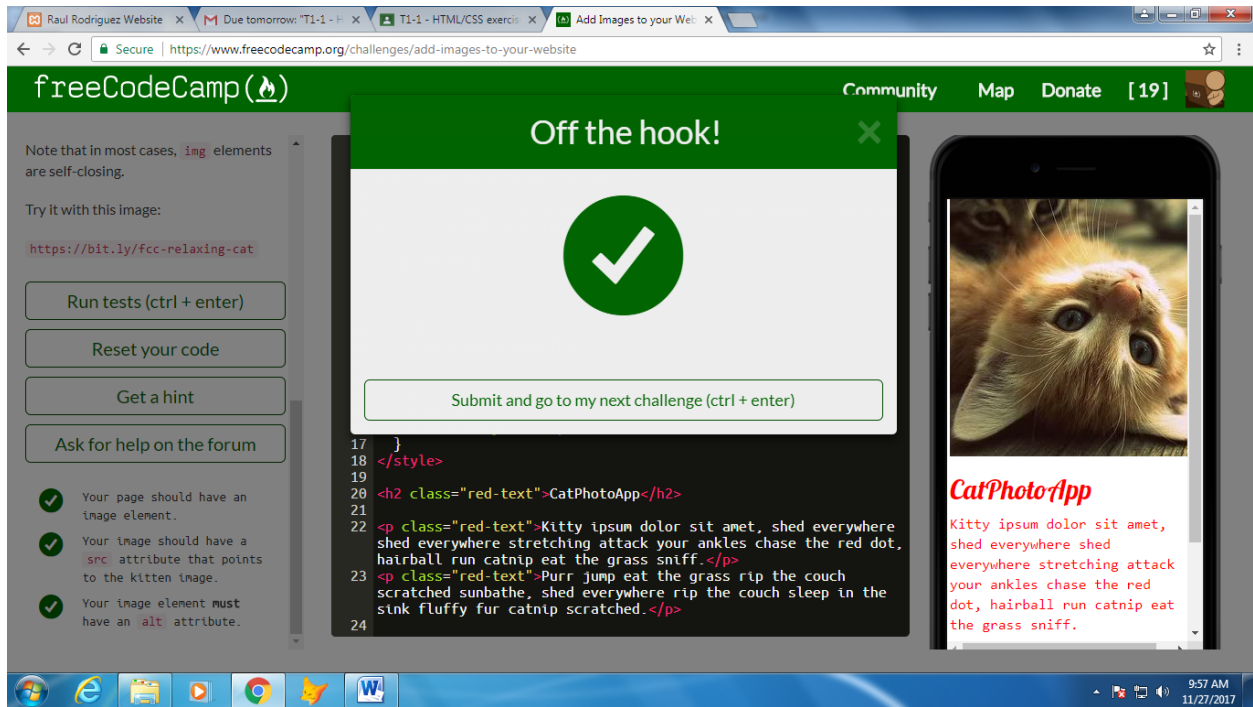 Raul Rodriguez Website
Due tomorrow: "T1-1 - H
T1-1 - HTML/CSS exercis
Add Images to your Web
Secure | https://www.freecodecamp.org/challenges/add-images-to-your-website
freeCodeCamp
Community Map Donate [ 19 ]
Note that in most cases, img elements
are self-closing.
Try it with this image:
https://bit.ly/fcc-relaxing-cat
Run tests (ctrl + enter)
Reset your code
Get a hint
Ask for help on the forum
Your page should have an
image element.
Your image should have a
src attribute that points
to the kitten image.
Your image element must
have an alt attribute.
Off the hook!
Submit and go to my next challenge (ctrl + enter)
17 }
18 </style>
19
20 <h2 class="red-text">CatPhotoApp</h2>
21
22 <p class="red-text">Kitty ipsum dolor sit amet, shed everywhere
shed everywhere stretching attack your ankles chase the red dot,
hairball run catnip eat the grass sniff.</p>
23 <p class="red-text">Purr jump eat the grass rip the couch
scratched sunbathe, shed everywhere rip the couch sleep in the
sink fluffy fur catnip scratched.</p>
24
CatPhotoApp
Kitty ipsum dolor sit amet,
shed everywhere shed
everywhere stretching attack
your ankles chase the red
dot, hairball run catnip eat
the grass sniff.
9:57 AM
11/27/2017